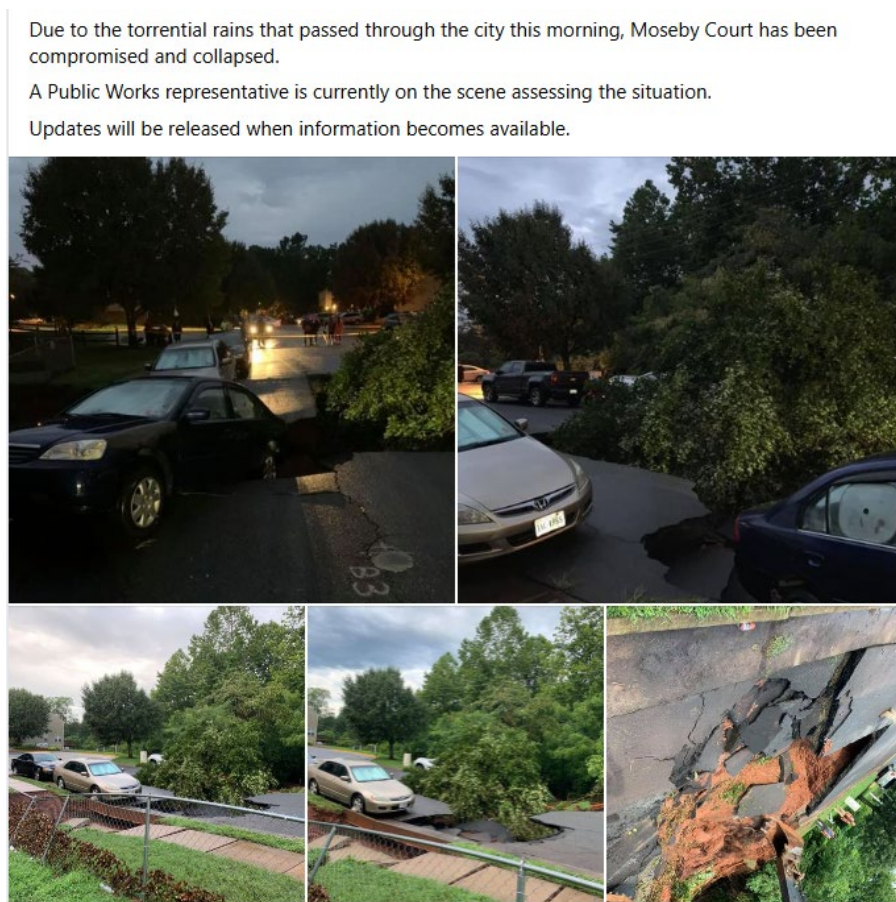 Due to the torrential rains that passed through the city this morning, Moseby Court has been
compromised and collapsed.
A Public Works representative is currently on the scene assessing the situation.
Updates will be released when information becomes available.
B3